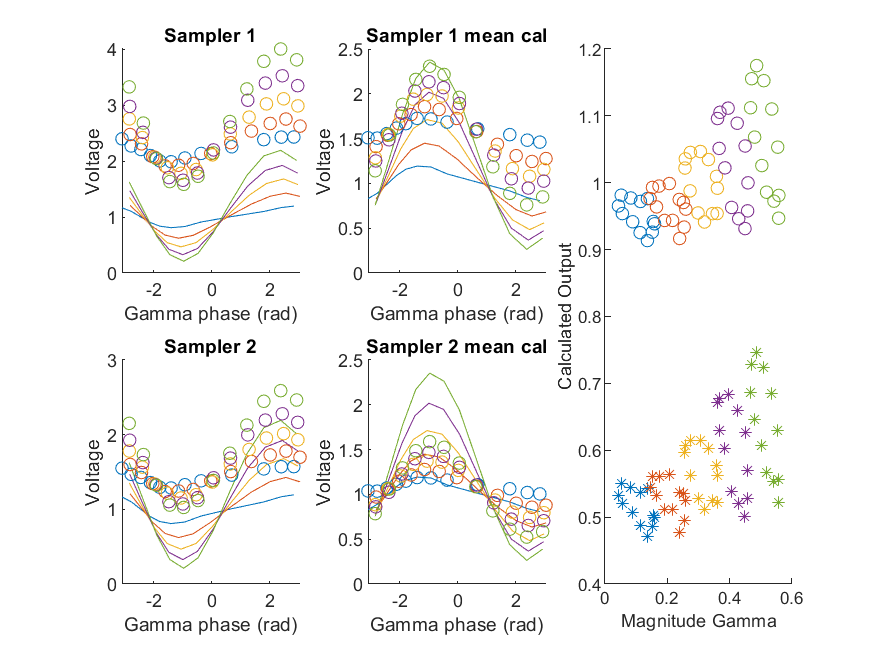 Sampler 1
4
3
2
1
0
Voltage
-2 0 2
Gamma phase (rad)
Sampler 1 mean cal
2.5
2
1.5
1
0.5
0
Voltage
-2 0 2
Gamma phase (rad)
Sampler 2
3
2
1
0
Voltage
-2 0 2
Gamma phase (rad)
Sampler 2 mean cal
2.5
2
1.5
1
0.5
0
Voltage
-2 0 2
Gamma phase (rad)
1.2
1.1
1
0.9
0.8
0.7
0.6
0.5
0.4
Calculated Output
0 0.2 0.4 0.6
Magnitude Gamma